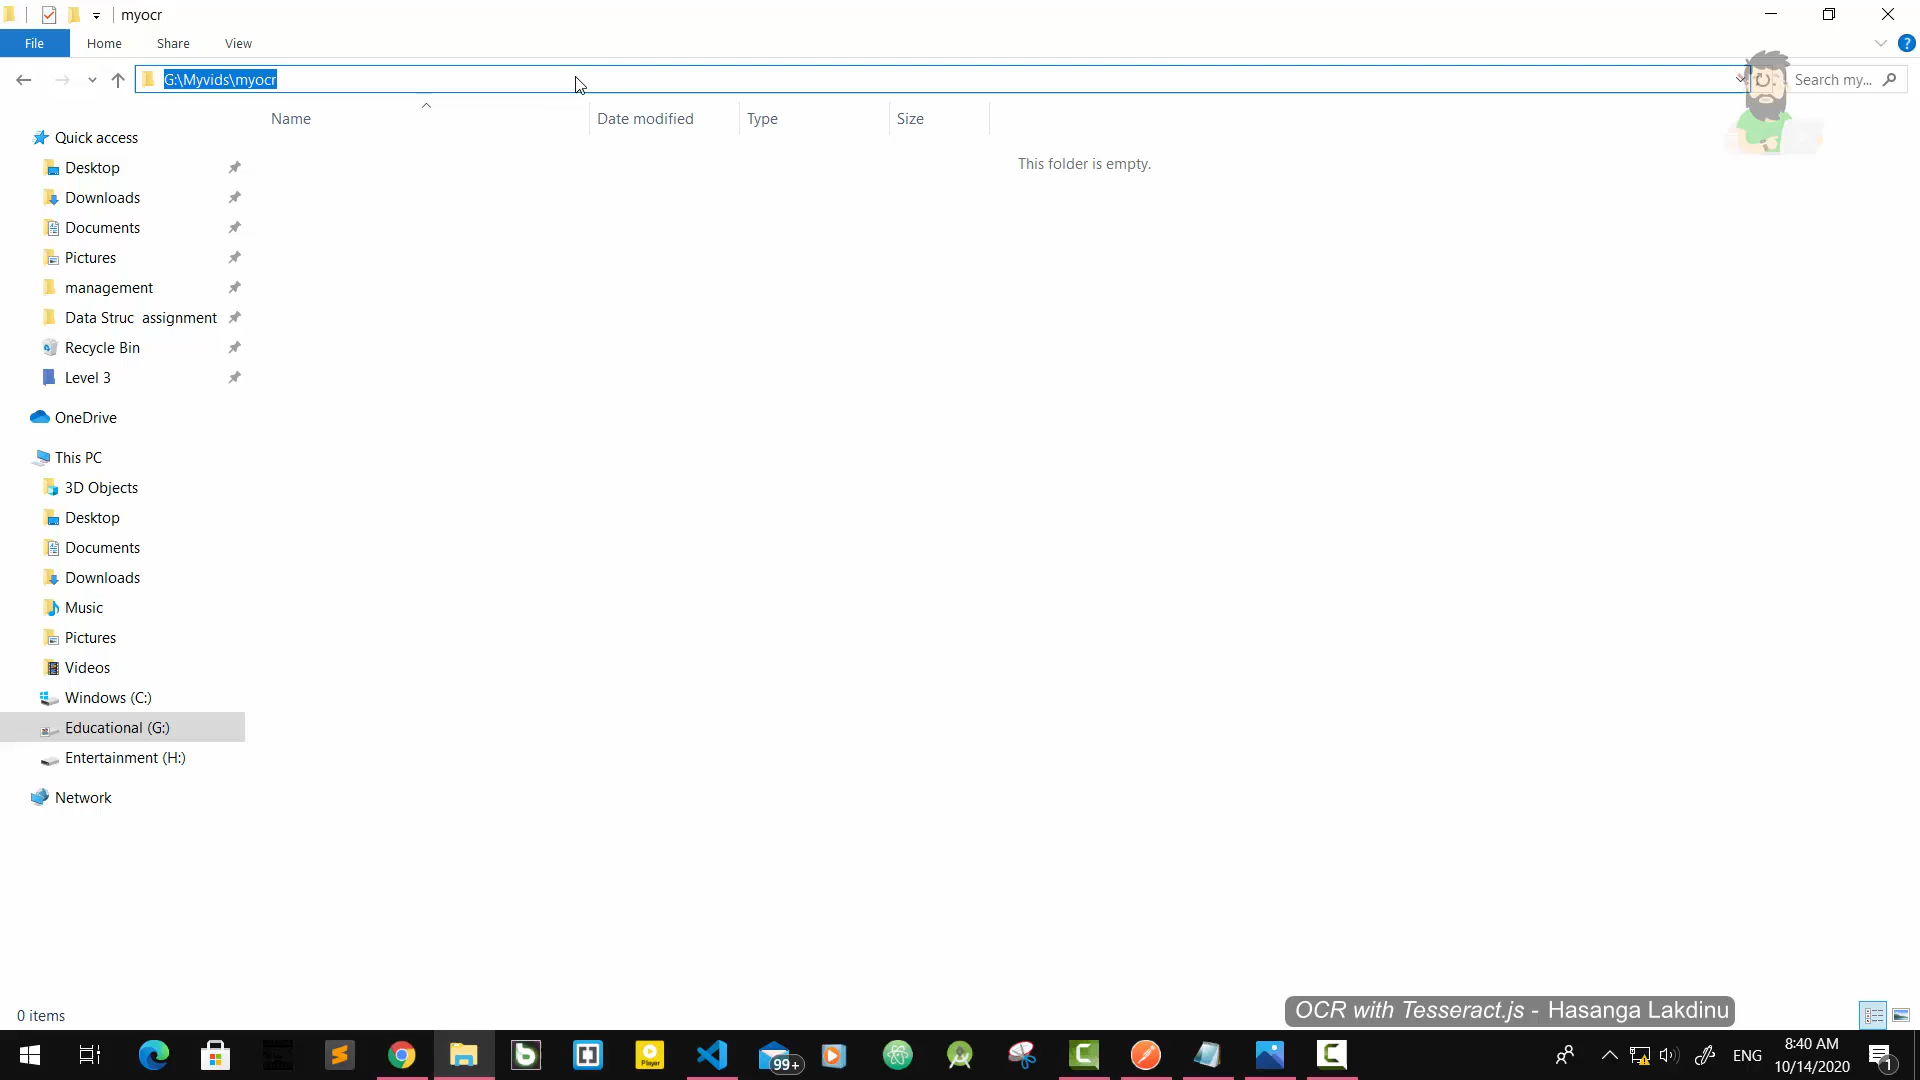 myocr
File Home Share View
G:\Myvids\myocr
Search my...
Name Date modified Type Size
This folder is empty.
Quick access
Desktop
Downloads
Documents
Pictures
management
Data Struc  assignment
Recycle Bin
Level 3
OneDrive
This PC
3D Objects
Desktop
Documents
Downloads
Music
Pictures
Videos
Windows (C:)
Educational (G:)
Entertainment (H:)
Network
0 items
OCR with Tesseract.js - Hasanga Lakdinu
Player
99+
ENG
8:40 AM
10/14/2020
1